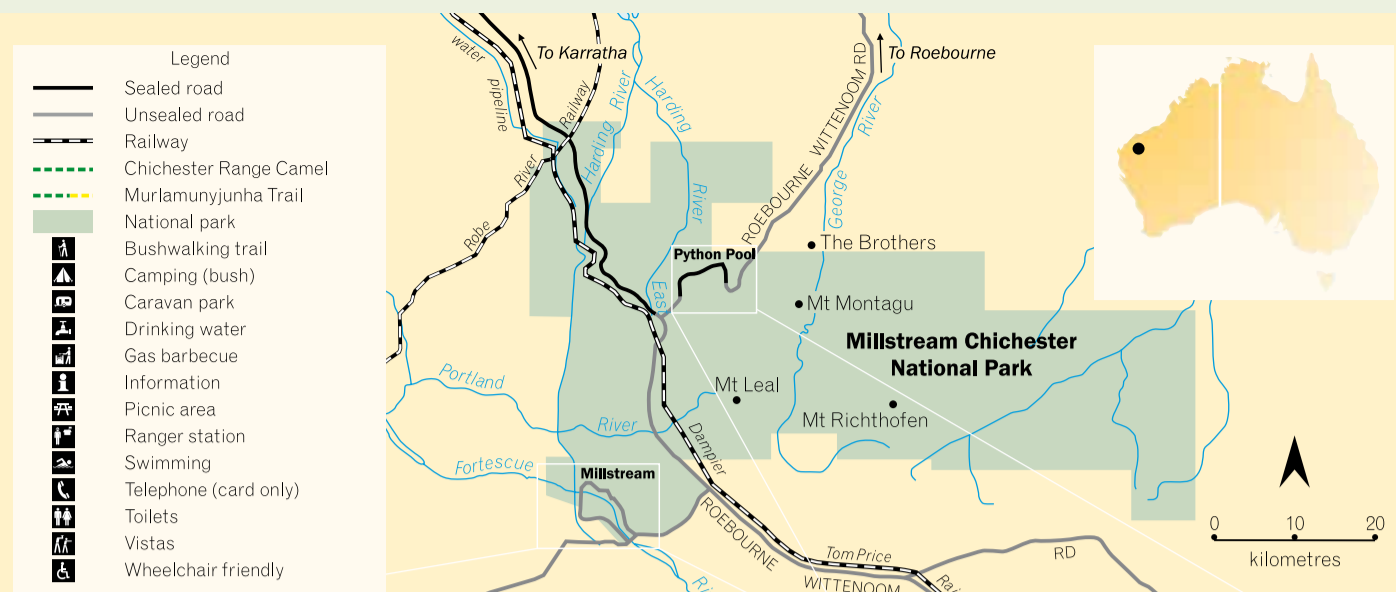 Legend
Sealed road
Unsealed road
Railway
Chichester Range Camel
Murlamunyjunha Trail
National park
Bushwalking trail
Camping (bush)
Caravan park
Drinking water
Gas barbecue
Information
Picnic area
Ranger station
Swimming
Telephone (card only)
Toilets
Vistas
Wheelchair friendly
water
pipeline
To Karratha
Railway
River
Robe
Harding
River
Harding
River
East
ROEBOURNE WITTENOOM RD
To Roebourne
George
River
The Brothers
Python Pool
Mt Montagu
Millstream Chichester
National Park
Mt Leal
Mt Richthofen
Portland
River
Fortescue
Millstream
Dampier
ROEBOURNE
WITTENOOM
Tom Price
RD
0 10 20
kilometres